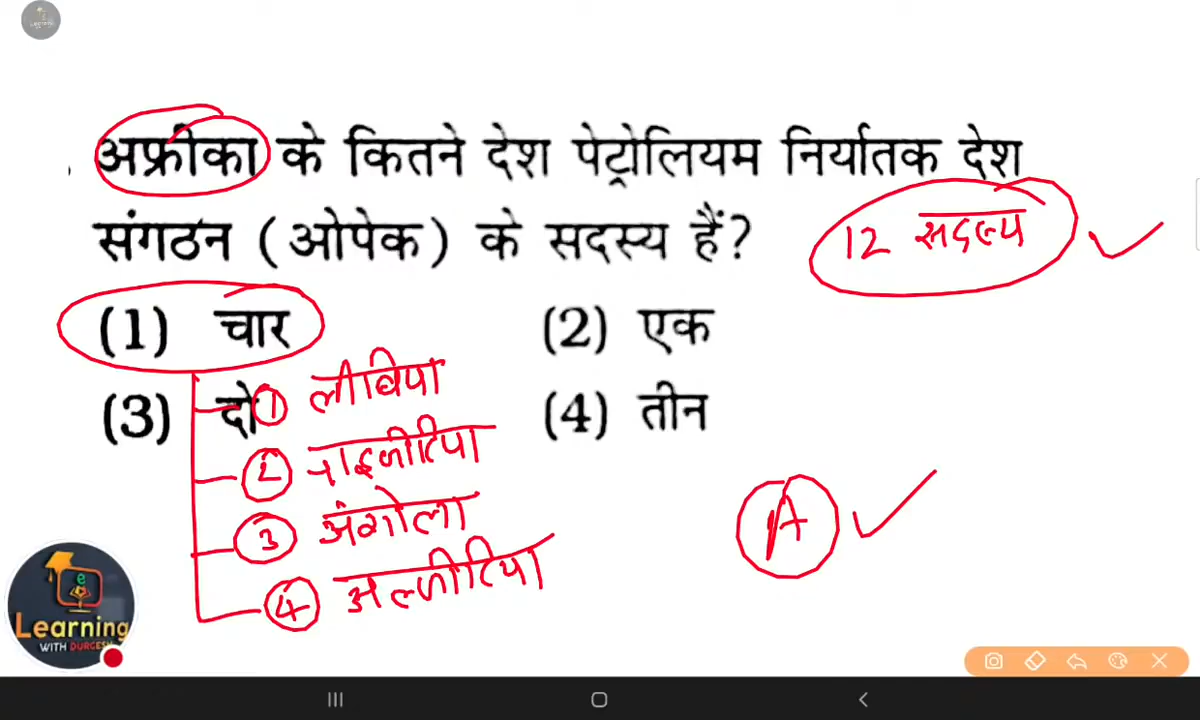 अफ्रीका के कितने देश पेट्रोलियम निर्यातक देश
संगठन (ओपेक) के सदस्य हैं?
12 सदस्य
(1) चार
(2) एक
(3) दो
(4) तीन
1 लीबिया
2 नाइजीरिया
3 अंगोला
4 अल्जीरिया
A
e
Learning
WITH DURGESH